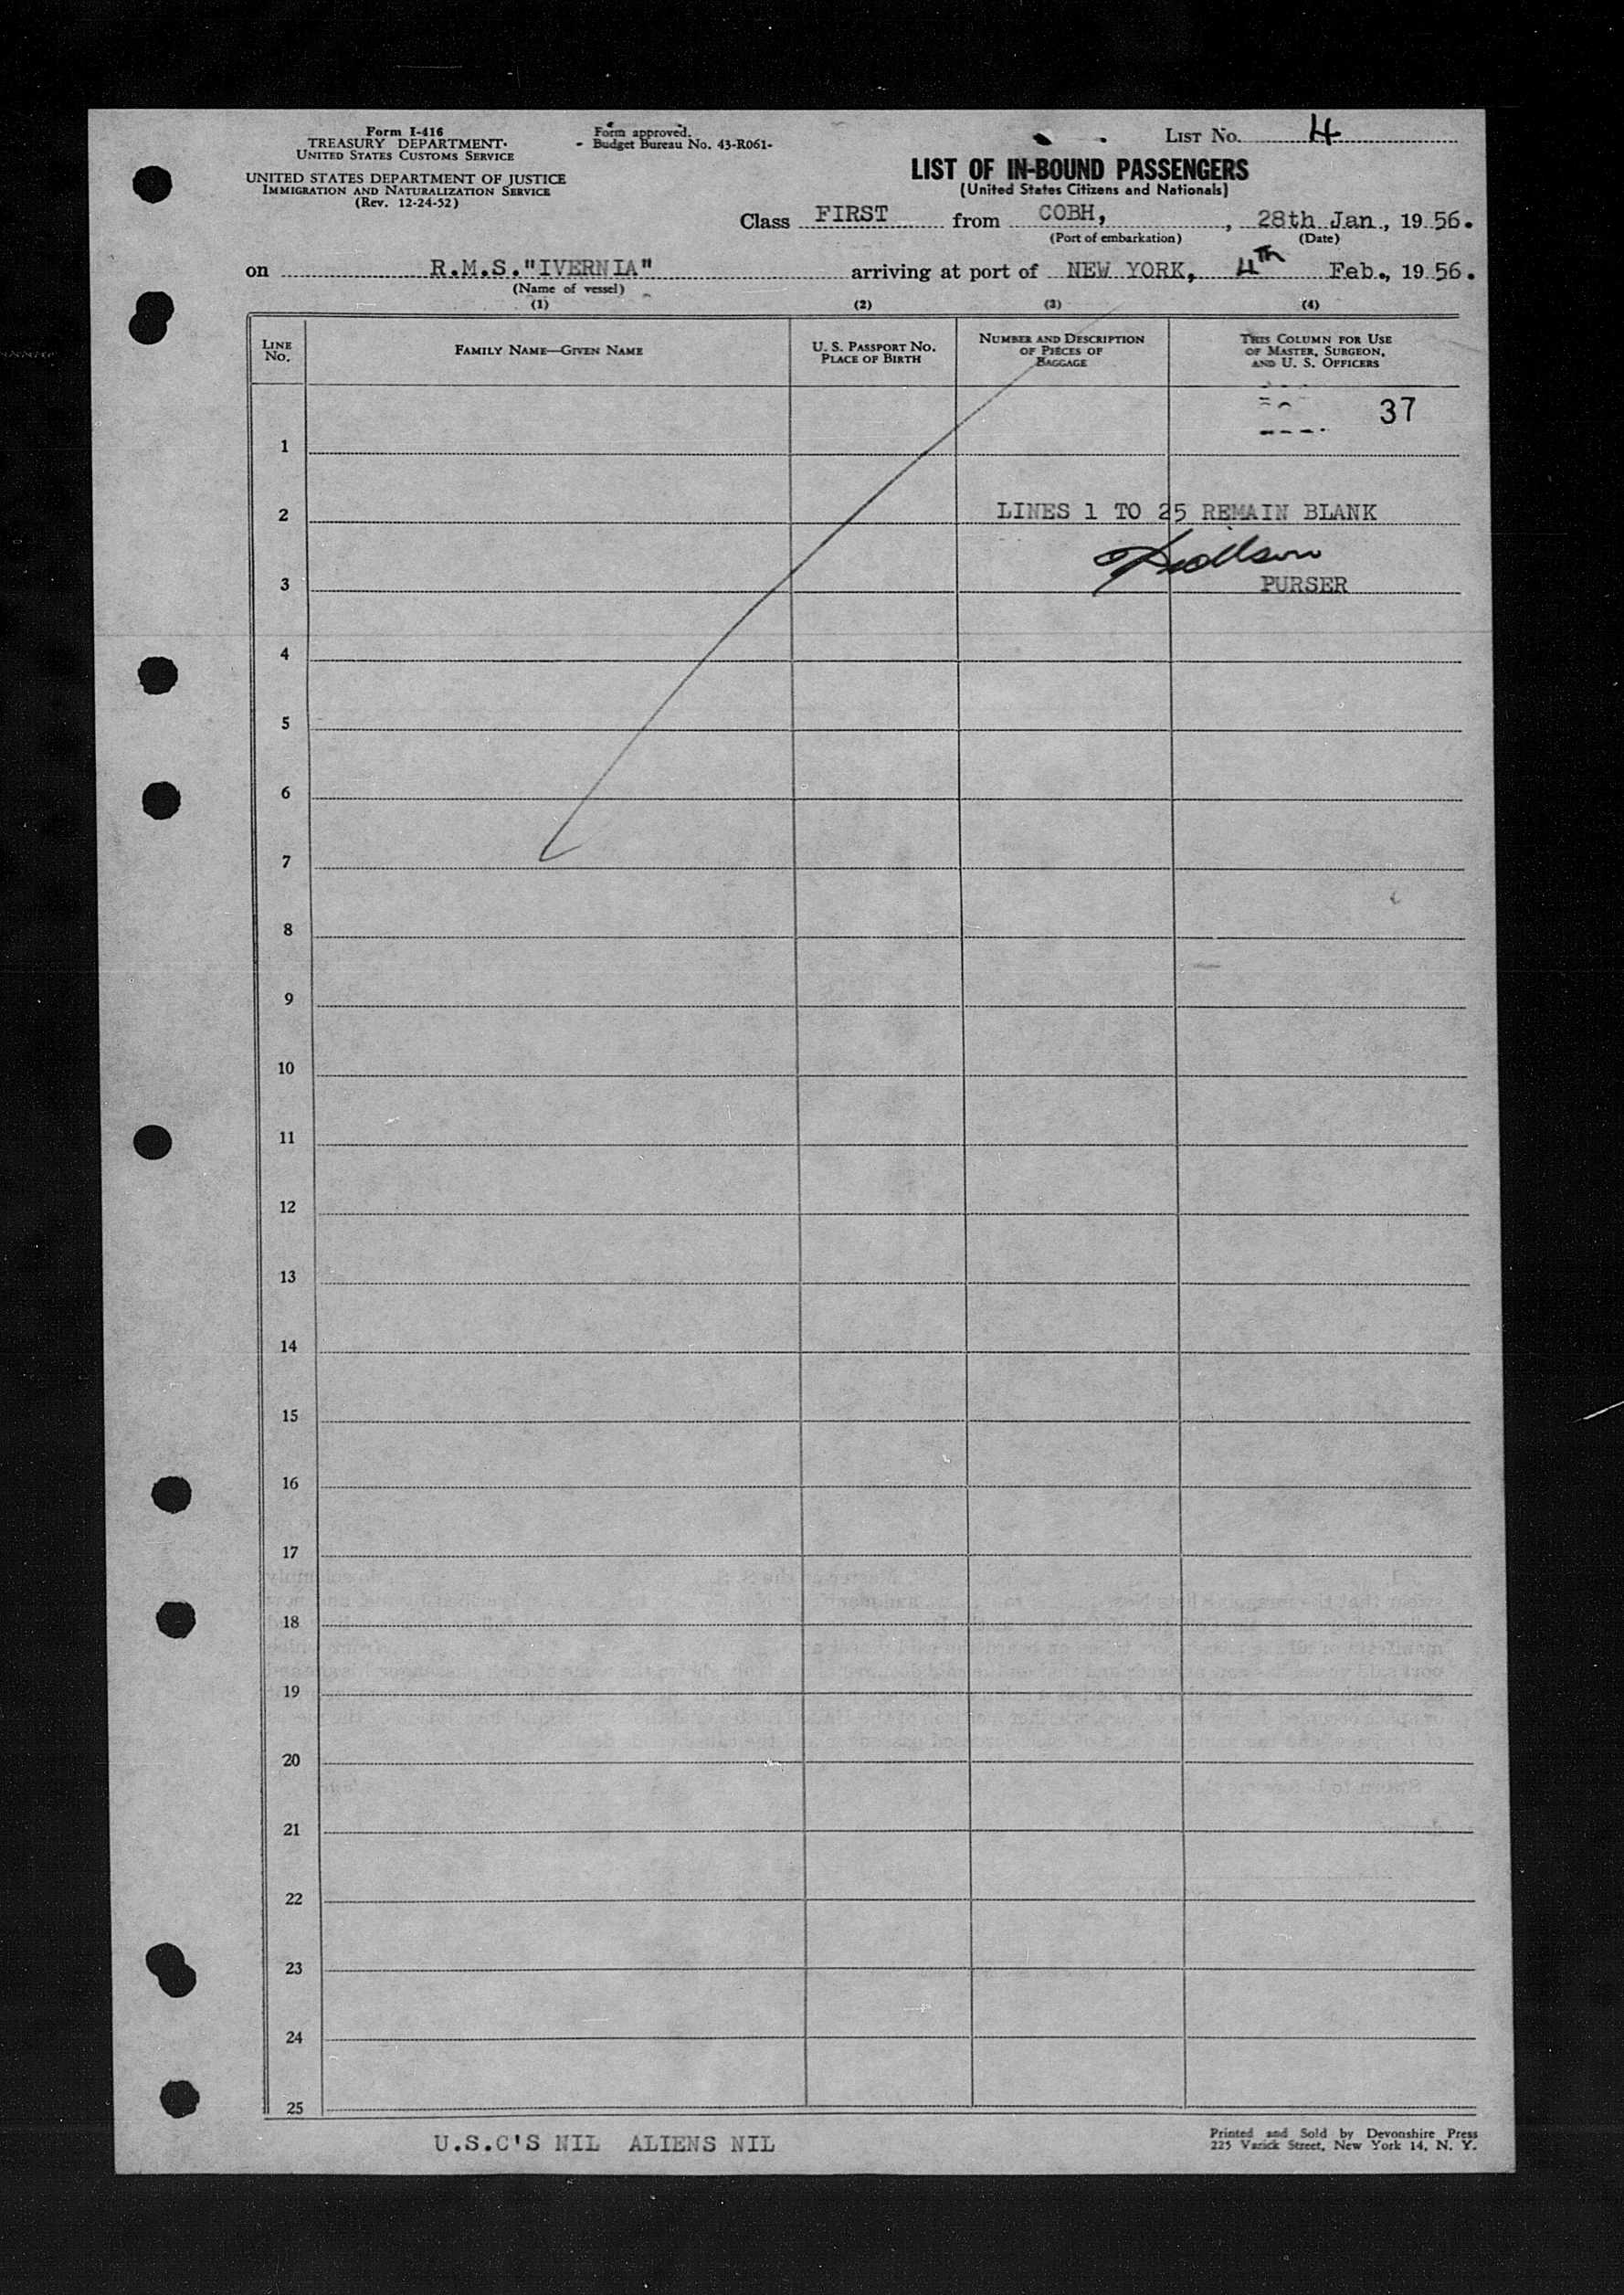 Form I-416
TREASURY DEPARTMENT
UNITED STATES CUSTOMS SERVICE
UNITED STATES DEPARTMENT OF JUSTICE
IMMIGRATION AND NATURALIZATION SERVICE
(Rev. 12-24-52)
Form approved.
Budget Bureau No. 43-R061-
LIST NO. 4
LIST OF IN-BOUND PASSENGERS
(United States Citizens and Nationals)
Class FIRST from COBH, , 28th Jan, 19 56.
(Port of embarkation) (Date)
on R.M.S."IVERNIA" arriving at port of NEW YORK, 4TH Feb., 19 56.
(Name of vessel)
(1) (2) (3) (4)
LINE NO.
FAMILY NAME—GIVEN NAME
U. S. PASSPORT NO.
PLACE OF BIRTH
NUMBER AND DESCRIPTION
OF PIECES OF
BAGGAGE
THIS COLUMN FOR USE
OF MASTER, SURGEON,
AND U. S. OFFICERS
37
1
2 LINES 1 TO 25 REMAIN BLANK
3 PURSER
4
5
6
7
8
9
10
11
12
13
14
15
16
17
18
19
20
21
22
23
24
25
U.S.C'S NIL ALIENS NIL
Printed and Sold by Devonshire Press
225 Varick Street, New York 14, N. Y.